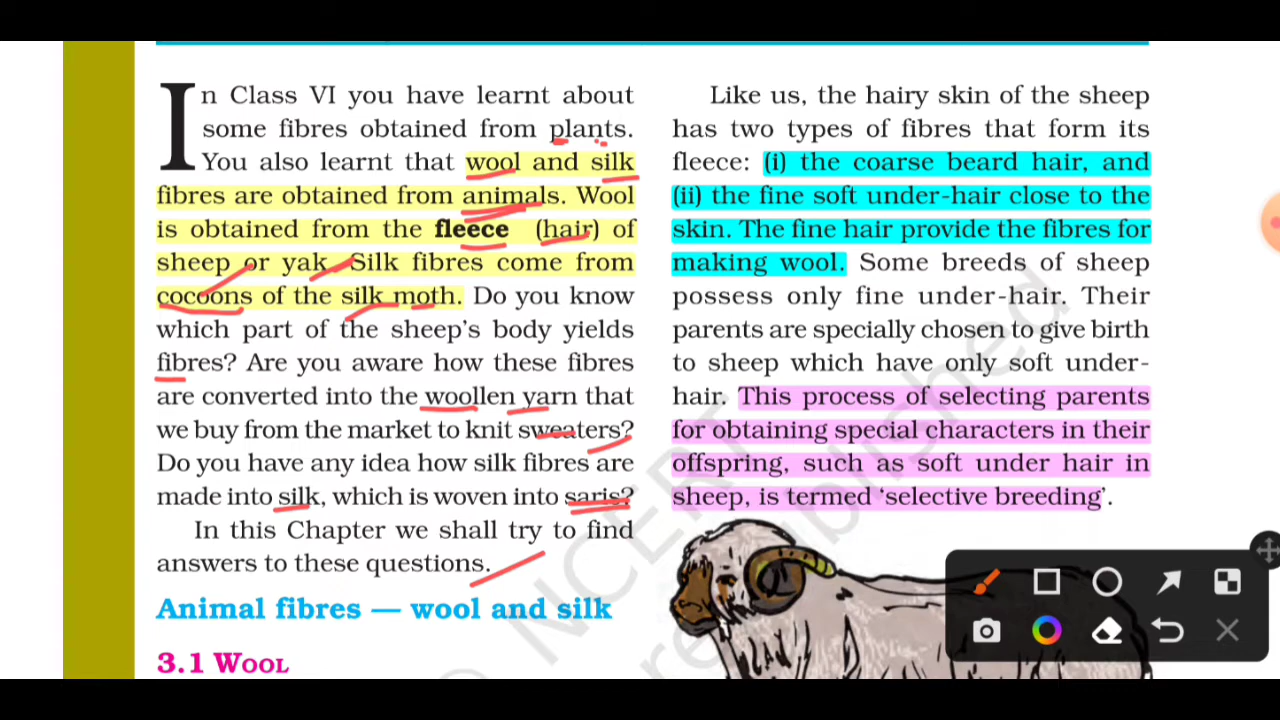 In Class VI you have learnt about
some fibres obtained from plants.
You also learnt that wool and silk
fibres are obtained from animals. Wool
is obtained from the fleece (hair) of
sheep or yak. Silk fibres come from
cocoons of the silk moth. Do you know
which part of the sheep's body yields
fibres? Are you aware how these fibres
are converted into the woollen yarn that
we buy from the market to knit sweaters?
Do you have any idea how silk fibres are
made into silk, which is woven into saris?
In this Chapter we shall try to find
answers to these questions.
Animal fibres — wool and silk
3.1 WOOL
Like us, the hairy skin of the sheep
has two types of fibres that form its
fleece: (i) the coarse beard hair, and
(ii) the fine soft under-hair close to the
skin. The fine hair provide the fibres for
making wool. Some breeds of sheep
possess only fine under-hair. Their
parents are specially chosen to give birth
to sheep which have only soft under-
hair. This process of selecting parents
for obtaining special characters in their
offspring, such as soft under hair in
sheep, is termed 'selective breeding'.
© NCERT
republished